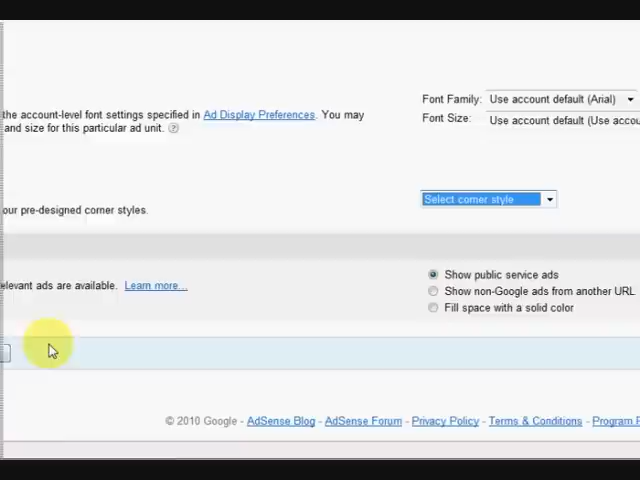 Font Family: Use account default (Arial)
the account-level font settings specified in Ad Display Preferences. You may
Font Size: Use account default (Use
and size for this particular ad unit. ?
Select corner style
our pre-designed corner styles.
Show public service ads
elevant ads are available. Learn more...
Show non-Google ads from another URL
Fill space with a solid color
© 2010 Google - AdSense Blog - AdSense Forum - Privacy Policy - Terms & Conditions - Program